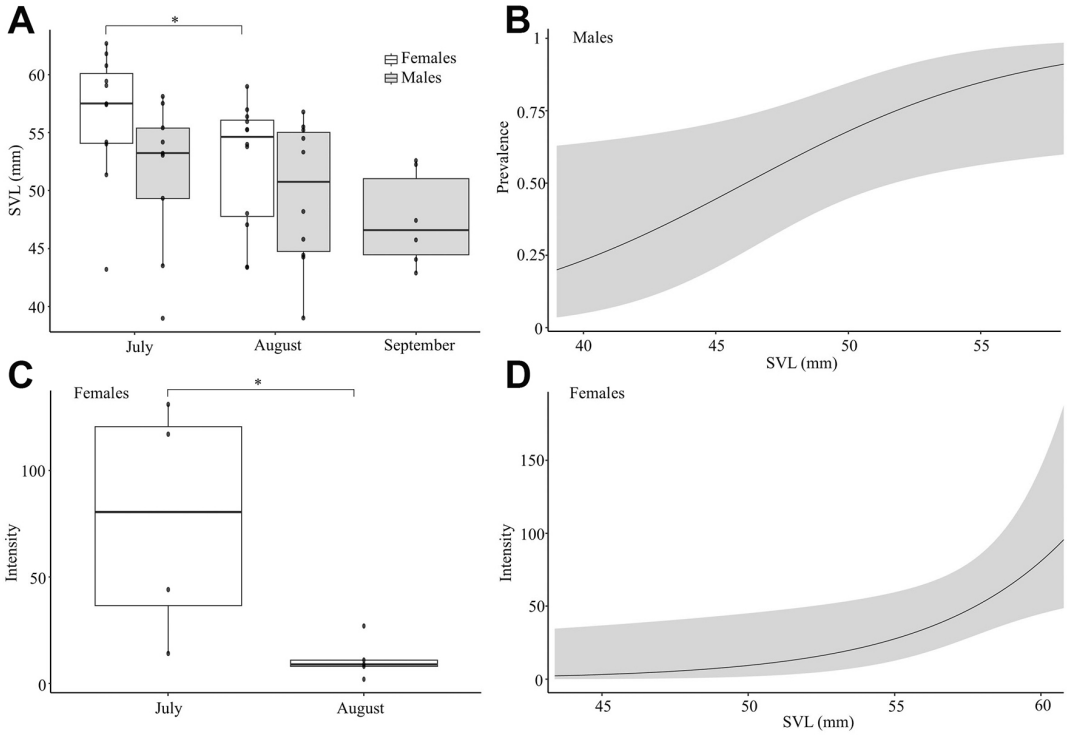 A
*
Females
Males
60
55
50
45
40
SVL (mm)
July
August
September
B
Males
1
0.75
0.50
0.25
0
Prevalence
40
45
50
55
SVL (mm)
C
Females
*
100
50
0
Intensity
July
August
D
Females
150
100
50
0
Intensity
45
50
55
60
SVL (mm)